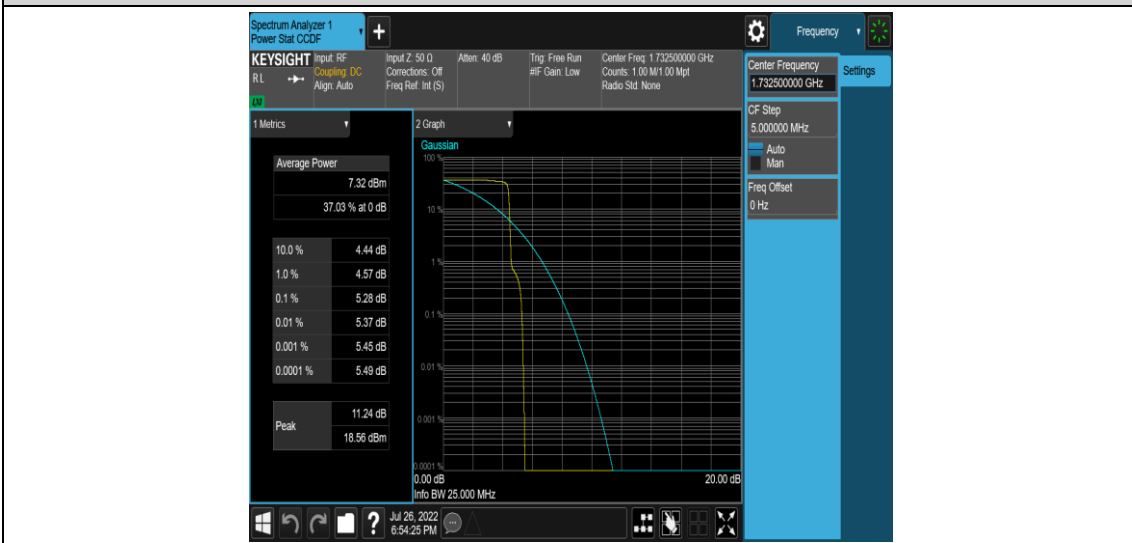 Spectrum Analyzer 1
Power Stat CCDF
+
Frequency
KEYSIGHT
RL
LXI
Input: RF
Coupling: DC
Align: Auto
Input Z: 50 Ω
Corrections: Off
Freq Ref: Int (S)
Atten: 40 dB
Trig: Free Run
#IF Gain: Low
Center Freq: 1.732500000 GHz
Counts: 1.00 M/1.00 Mpt
Radio Std: None
Center Frequency
1.732500000 GHz
Settings
CF Step
5.000000 MHz
Auto
Man
Freq Offset
0 Hz
1 Metrics
Average Power
7.32 dBm
37.03 % at 0 dB
10.0 % 4.44 dB
1.0 % 4.57 dB
0.1 % 5.28 dB
0.01 % 5.37 dB
0.001 % 5.45 dB
0.0001 % 5.49 dB
Peak
11.24 dB
18.56 dBm
2 Graph
Gaussian
100 %
10 %
1 %
0.1 %
0.01 %
0.001 %
0.0001 %
0.00 dB 20.00 dB
Info BW 25.000 MHz
?
Jul 26, 2022
6:54:25 PM